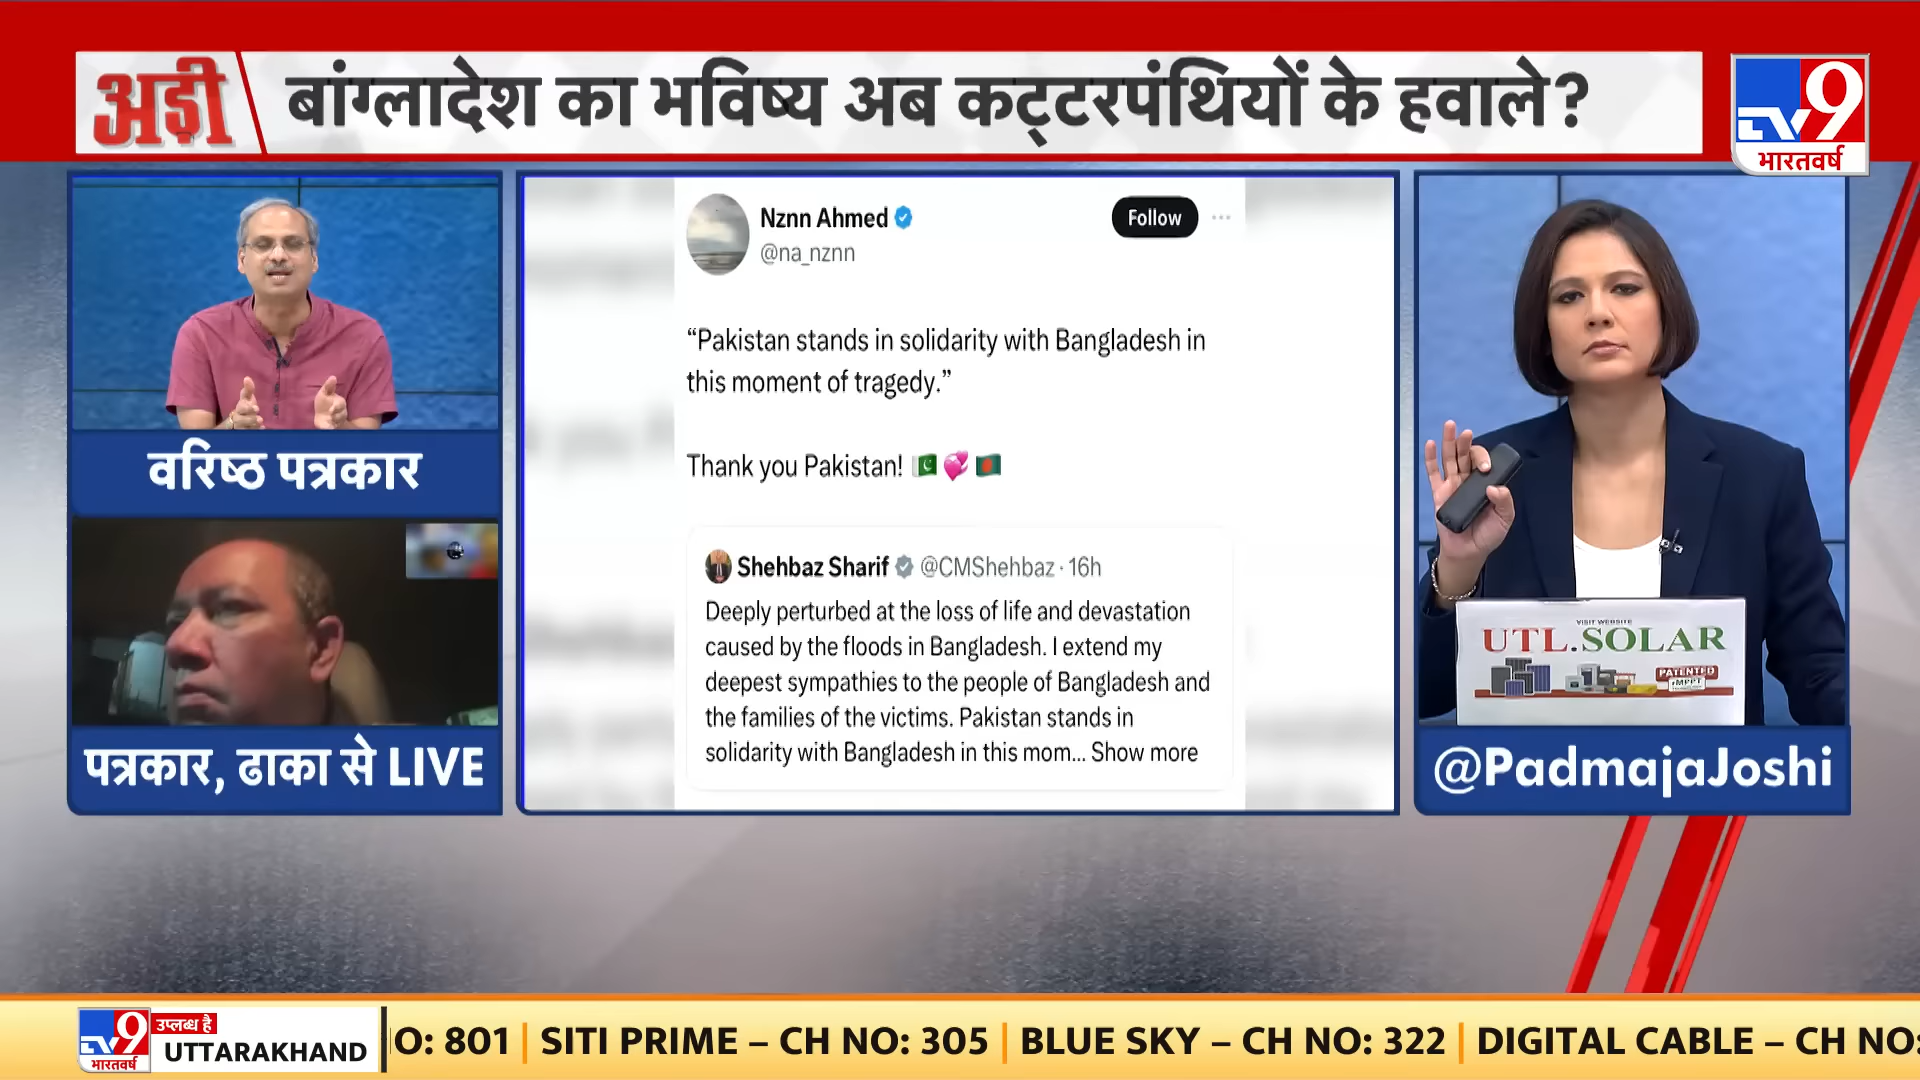 अड़ी
बांग्लादेश का भविष्य अब कट्टरपंथियों के हवाले?
TV9
भारतवर्ष
वरिष्ठ पत्रकार
पत्रकार, ढाका से LIVE
Nznn Ahmed
@na_nznn
Follow
“Pakistan stands in solidarity with Bangladesh in
this moment of tragedy.”
Thank you Pakistan! 🇵🇰💞🇧🇩
Shehbaz Sharif @CMShehbaz · 16h
Deeply perturbed at the loss of life and devastation
caused by the floods in Bangladesh. I extend my
deepest sympathies to the people of Bangladesh and
the families of the victims. Pakistan stands in
solidarity with Bangladesh in this mom... Show more
VISIT WEBSITE
UTL.SOLAR
PATENTED
rMPPT
@PadmajaJoshi
TV9
भारतवर्ष
उप्लब्ध है
UTTARAKHAND
O: 801 | SITI PRIME – CH NO: 305 | BLUE SKY – CH NO: 322 | DIGITAL CABLE – CH NO: